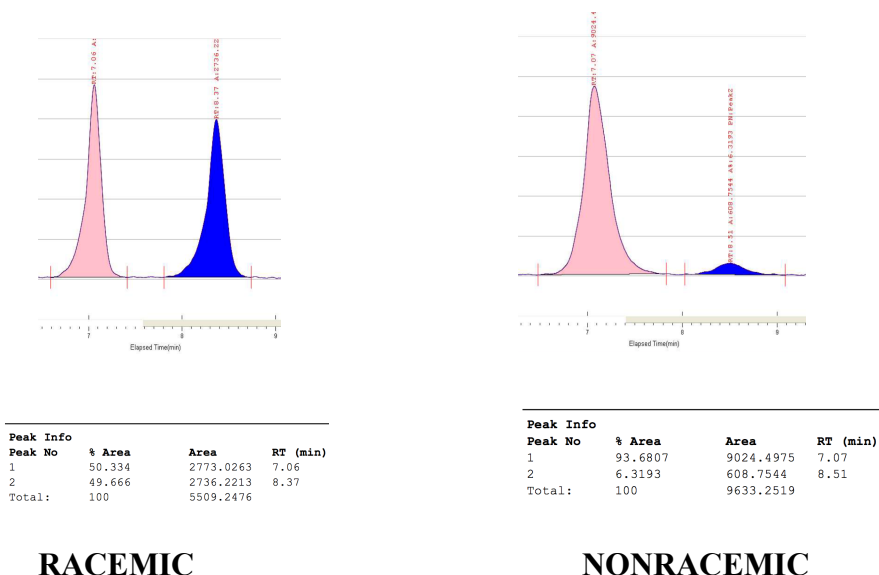 RT:7.06 A:
RT:8.37 A:2736.22
7 8 9
Elapsed Time(min)
Peak Info
Peak No % Area Area RT (min)
1 50.334 2773.0263 7.06
2 49.666 2736.2213 8.37
Total: 100 5509.2476
RACEMIC
RT:7.07 A:9024.4
RT:8.51 A:608.7544 A%:6.3193 PN:Peak2
7 8 9
Elapsed Time(min)
Peak Info
Peak No % Area Area RT (min)
1 93.6807 9024.4975 7.07
2 6.3193 608.7544 8.51
Total: 100 9633.2519
NONRACEMIC